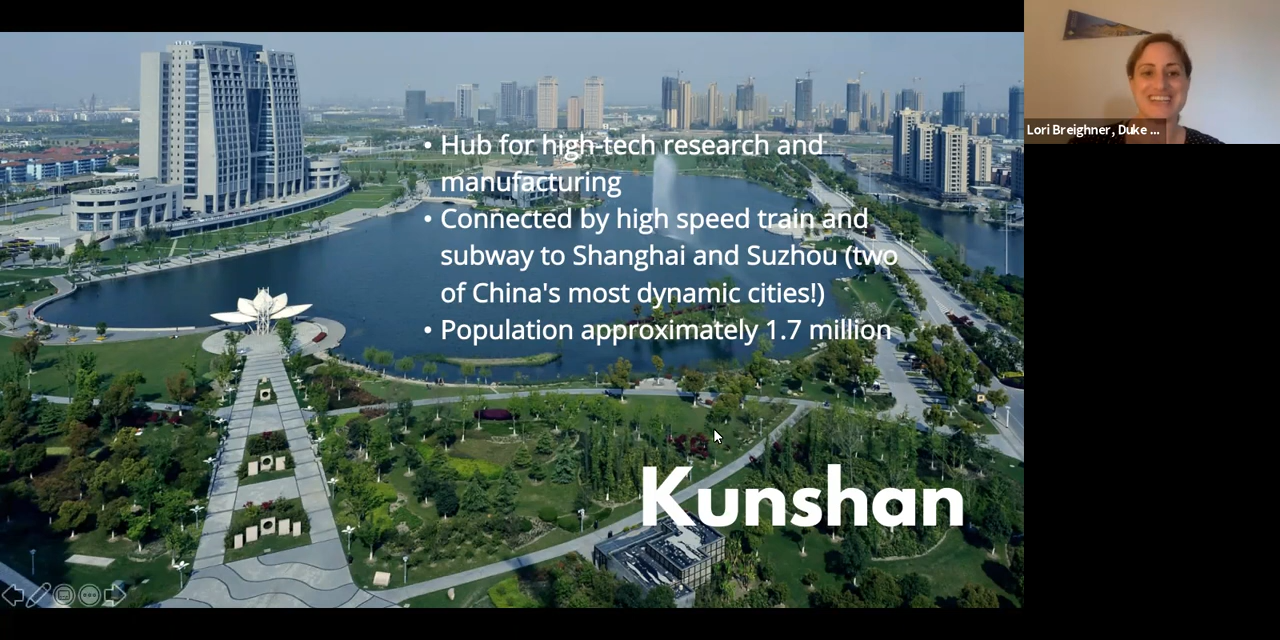 • Hub for high-tech research and
manufacturing
• Connected by high speed train and
subway to Shanghai and Suzhou (two
of China's most dynamic cities!)
• Population approximately 1.7 million
Kunshan
Lori Breighner, Duke ...